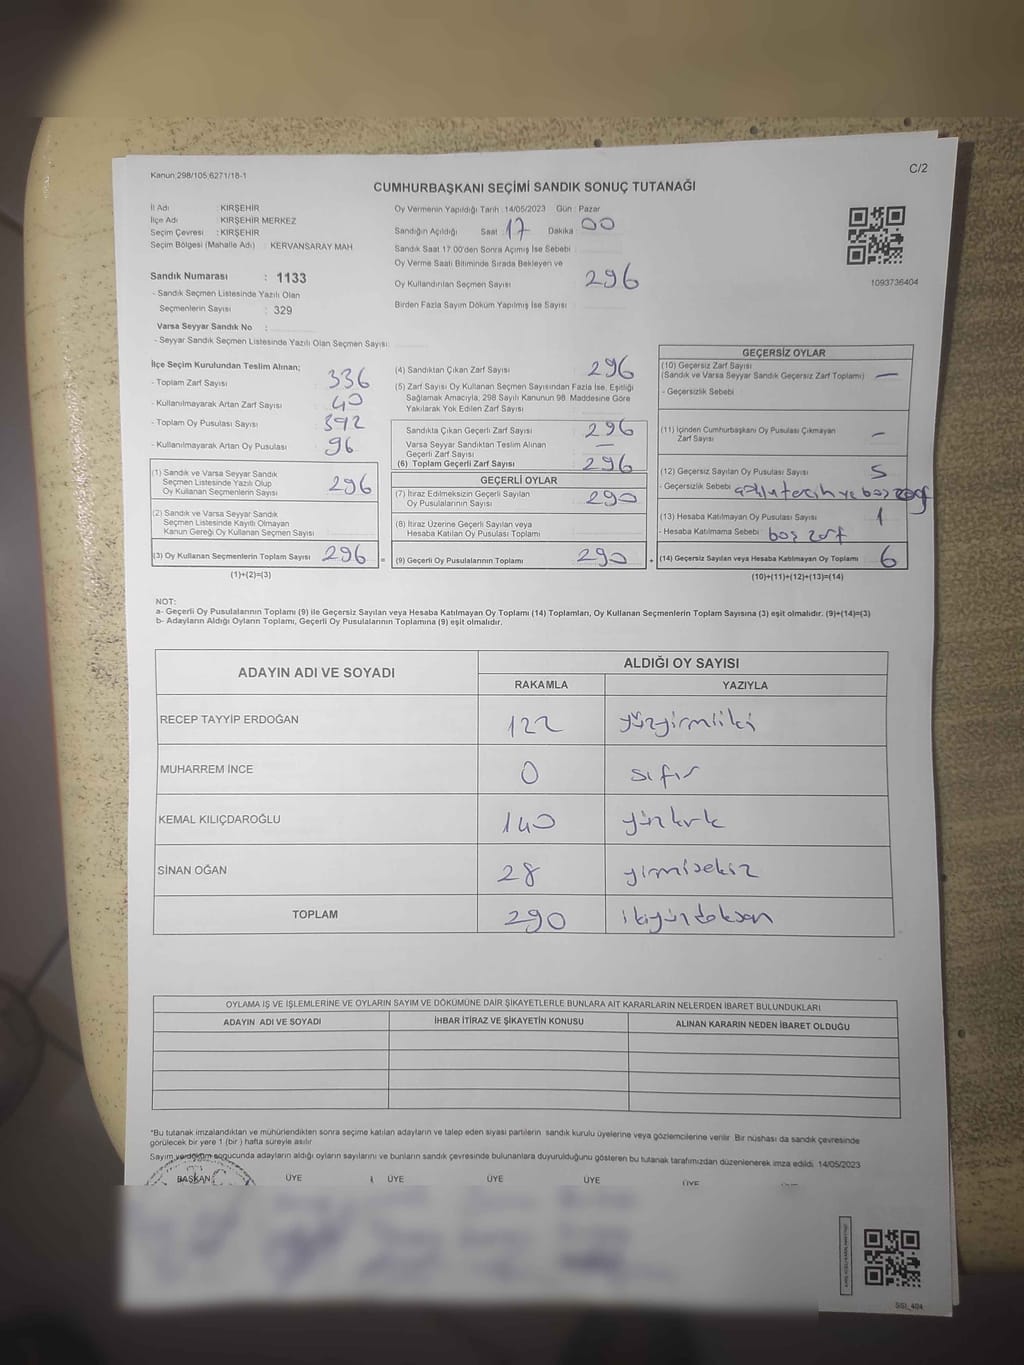 Kanun;298/105;6271/18-1
C/2
CUMHURBAŞKANI SEÇİMİ SANDIK SONUÇ TUTANAĞI
İl Adı : KIRŞEHİR
İlçe Adı : KIRŞEHİR MERKEZ
Seçim Çevresi : KIRŞEHİR
Seçim Bölgesi (Mahalle Adı) : KERVANSARAY MAH
Sandık Numarası : 1133
- Sandık Seçmen Listesinde Yazılı Olan
Seçmenlerin Sayısı : 329
Varsa Seyyar Sandık No :
- Seyyar Sandık Seçmen Listesinde Yazılı Olan Seçmen Sayısı:
Oy Vermenin Yapıldığı Tarih :14/05/2023 Gün : Pazar
Sandığın Açıldığı Saat : 17 Dakika : 00
Sandık Saat 17:00'den Sonra Açımış İse Sebebi :
Oy Verme Saati Bitiminde Sırada Bekleyen ve
Oy Kullandırılan Seçmen Sayısı : 296
Birden Fazla Sayım Döküm Yapılmış İse Sayısı :
1093736404
İlçe Seçim Kurulundan Teslim Alınan;
- Toplam Zarf Sayısı : 336
- Kullanılmayarak Artan Zarf Sayısı : 40
- Toplam Oy Pusulası Sayısı : 392
- Kullanılmayarak Artan Oy Pusulası : 96
(1) Sandık ve Varsa Seyyar Sandık
Seçmen Listesinde Yazılı Olup
Oy Kullanan Seçmenlerin Sayısı : 296
(2) Sandık ve Varsa Seyyar Sandık
Seçmen Listesinde Kayıtlı Olmayan
Kanun Gereği Oy Kullanan Seçmen Sayısı :
(3) Oy Kullanan Seçmenlerin Toplam Sayısı : 296
(1)+(2)=(3)
(4) Sandıktan Çıkan Zarf Sayısı : 296
(5) Zarf Sayısı Oy Kullanan Seçmen Sayısından Fazla İse, Eşitliği
Sağlamak Amacıyla, 298 Sayılı Kanunun 98. Maddesine Göre
Yakılarak Yok Edilen Zarf Sayısı :
Sandıkta Çıkan Geçerli Zarf Sayısı : 296
Varsa Seyyar Sandıktan Teslim Alınan
Geçerli Zarf Sayısı : —
(6) Toplam Geçerli Zarf Sayısı : 296
GEÇERLİ OYLAR
(7) İtiraz Edilmeksizin Geçerli Sayılan
Oy Pusulalarının Sayısı : 290
(8) İtiraz Üzerine Geçerli Sayılan veya
Hesaba Katılan Oy Pusulası Toplamı :
(9) Geçerli Oy Pusulalarının Toplamı : 290
GEÇERSİZ OYLAR
(10) Geçersiz Zarf Sayısı
(Sandık ve Varsa Seyyar Sandık Geçersiz Zarf Toplamı) : —
- Geçersizlik Sebebi :
(11) İçinden Cumhurbaşkanı Oy Pusulası Çıkmayan
Zarf Sayısı : —
(12) Geçersiz Sayılan Oy Pusulası Sayısı : 5
- Geçersizlik Sebebi : ve boş zarf
(13) Hesaba Katılmayan Oy Pusulası Sayısı : 1
- Hesaba Katılmama Sebebi : boş zarf
(14) Geçersiz Sayılan veya Hesaba Katılmayan Oy Toplamı : 6
(10)+(11)+(12)+(13)=(14)
NOT:
a- Geçerli Oy Pusulalarının Toplamı (9) ile Geçersiz Sayılan veya Hesaba Katılmayan Oy Toplamı (14) Toplamları, Oy Kullanan Seçmenlerin Toplam Sayısına (3) eşit olmalıdır. (9)+(14)=(3)
b- Adayların Aldığı Oyların Toplamı, Geçerli Oy Pusulalarının Toplamına (9) eşit olmalıdır.
ADAYIN ADI VE SOYADI
ALDIĞI OY SAYISI
RAKAMLA YAZIYLA
RECEP TAYYİP ERDOĞAN 122 yüzyirmiiki
MUHARREM İNCE 0 sıfır
KEMAL KILIÇDAROĞLU 140 yüzkırk
SİNAN OĞAN 28 yirmisekiz
TOPLAM 290 ikiyüzdoksan
OYLAMA İŞ VE İŞLEMLERİNE VE OYLARIN SAYIM VE DÖKÜMÜNE DAİR ŞİKAYETLERLE BUNLARA AİT KARARLARIN NELERDEN İBARET BULUNDUKLARI
ADAYIN ADI VE SOYADI İHBAR İTİRAZ VE ŞİKAYETİN KONUSU ALINAN KARARIN NEDEN İBARET OLDUĞU
*Bu tutanak imzalandıktan ve mühürlendikten sonra seçime katılan adayların ve talep eden siyasi partilerin sandık kurulu üyelerine veya gözlemcilerine verilir. Bir nüshası da sandık çevresinde
görülecek bir yere 1 (bir) hafta süreyle asılır.
Sayım ve döküm sonucunda adayların aldığı oyların sayılarını ve bunların sandık çevresinde bulunanlara duyurulduğunu gösteren bu tutanak tarafımızdan düzenlenerek imza edildi. 14/05/2023
BAŞKAN ÜYE ÜYE ÜYE ÜYE ÜYE
SSI_404